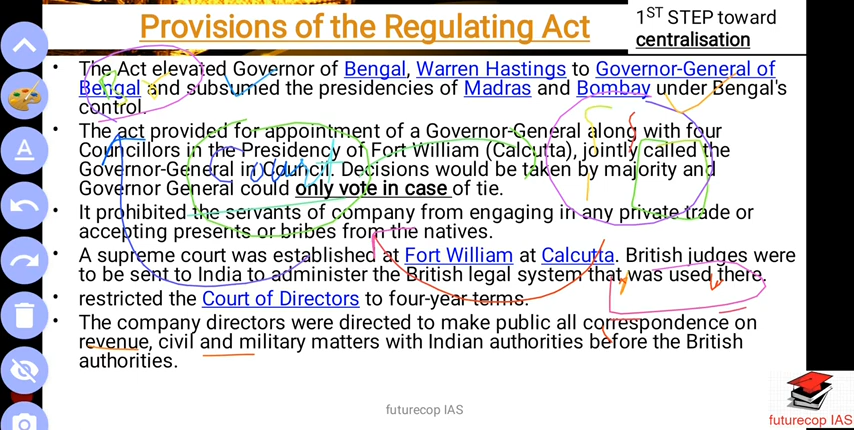 Provisions of the Regulating Act
1ST STEP toward
centralisation
• The Act elevated Governor of Bengal, Warren Hastings to Governor-General of
Bengal and subsumed the presidencies of Madras and Bombay under Bengal's
control.
• The act provided for appointment of a Governor-General along with four
Councillors in the Presidency of Fort William (Calcutta), jointly called the
Governor-General in Council. Decisions would be taken by majority and
Governor General could only vote in case of tie.
• It prohibited the servants of company from engaging in any private trade or
accepting presents or bribes from the natives.
• A supreme court was established at Fort William at Calcutta. British judges were
to be sent to India to administer the British legal system that was used there.
• restricted the Court of Directors to four-year terms.
• The company directors were directed to make public all correspondence on
revenue, civil and military matters with Indian authorities before the British
authorities.
futurecop IAS
futurecop IAS